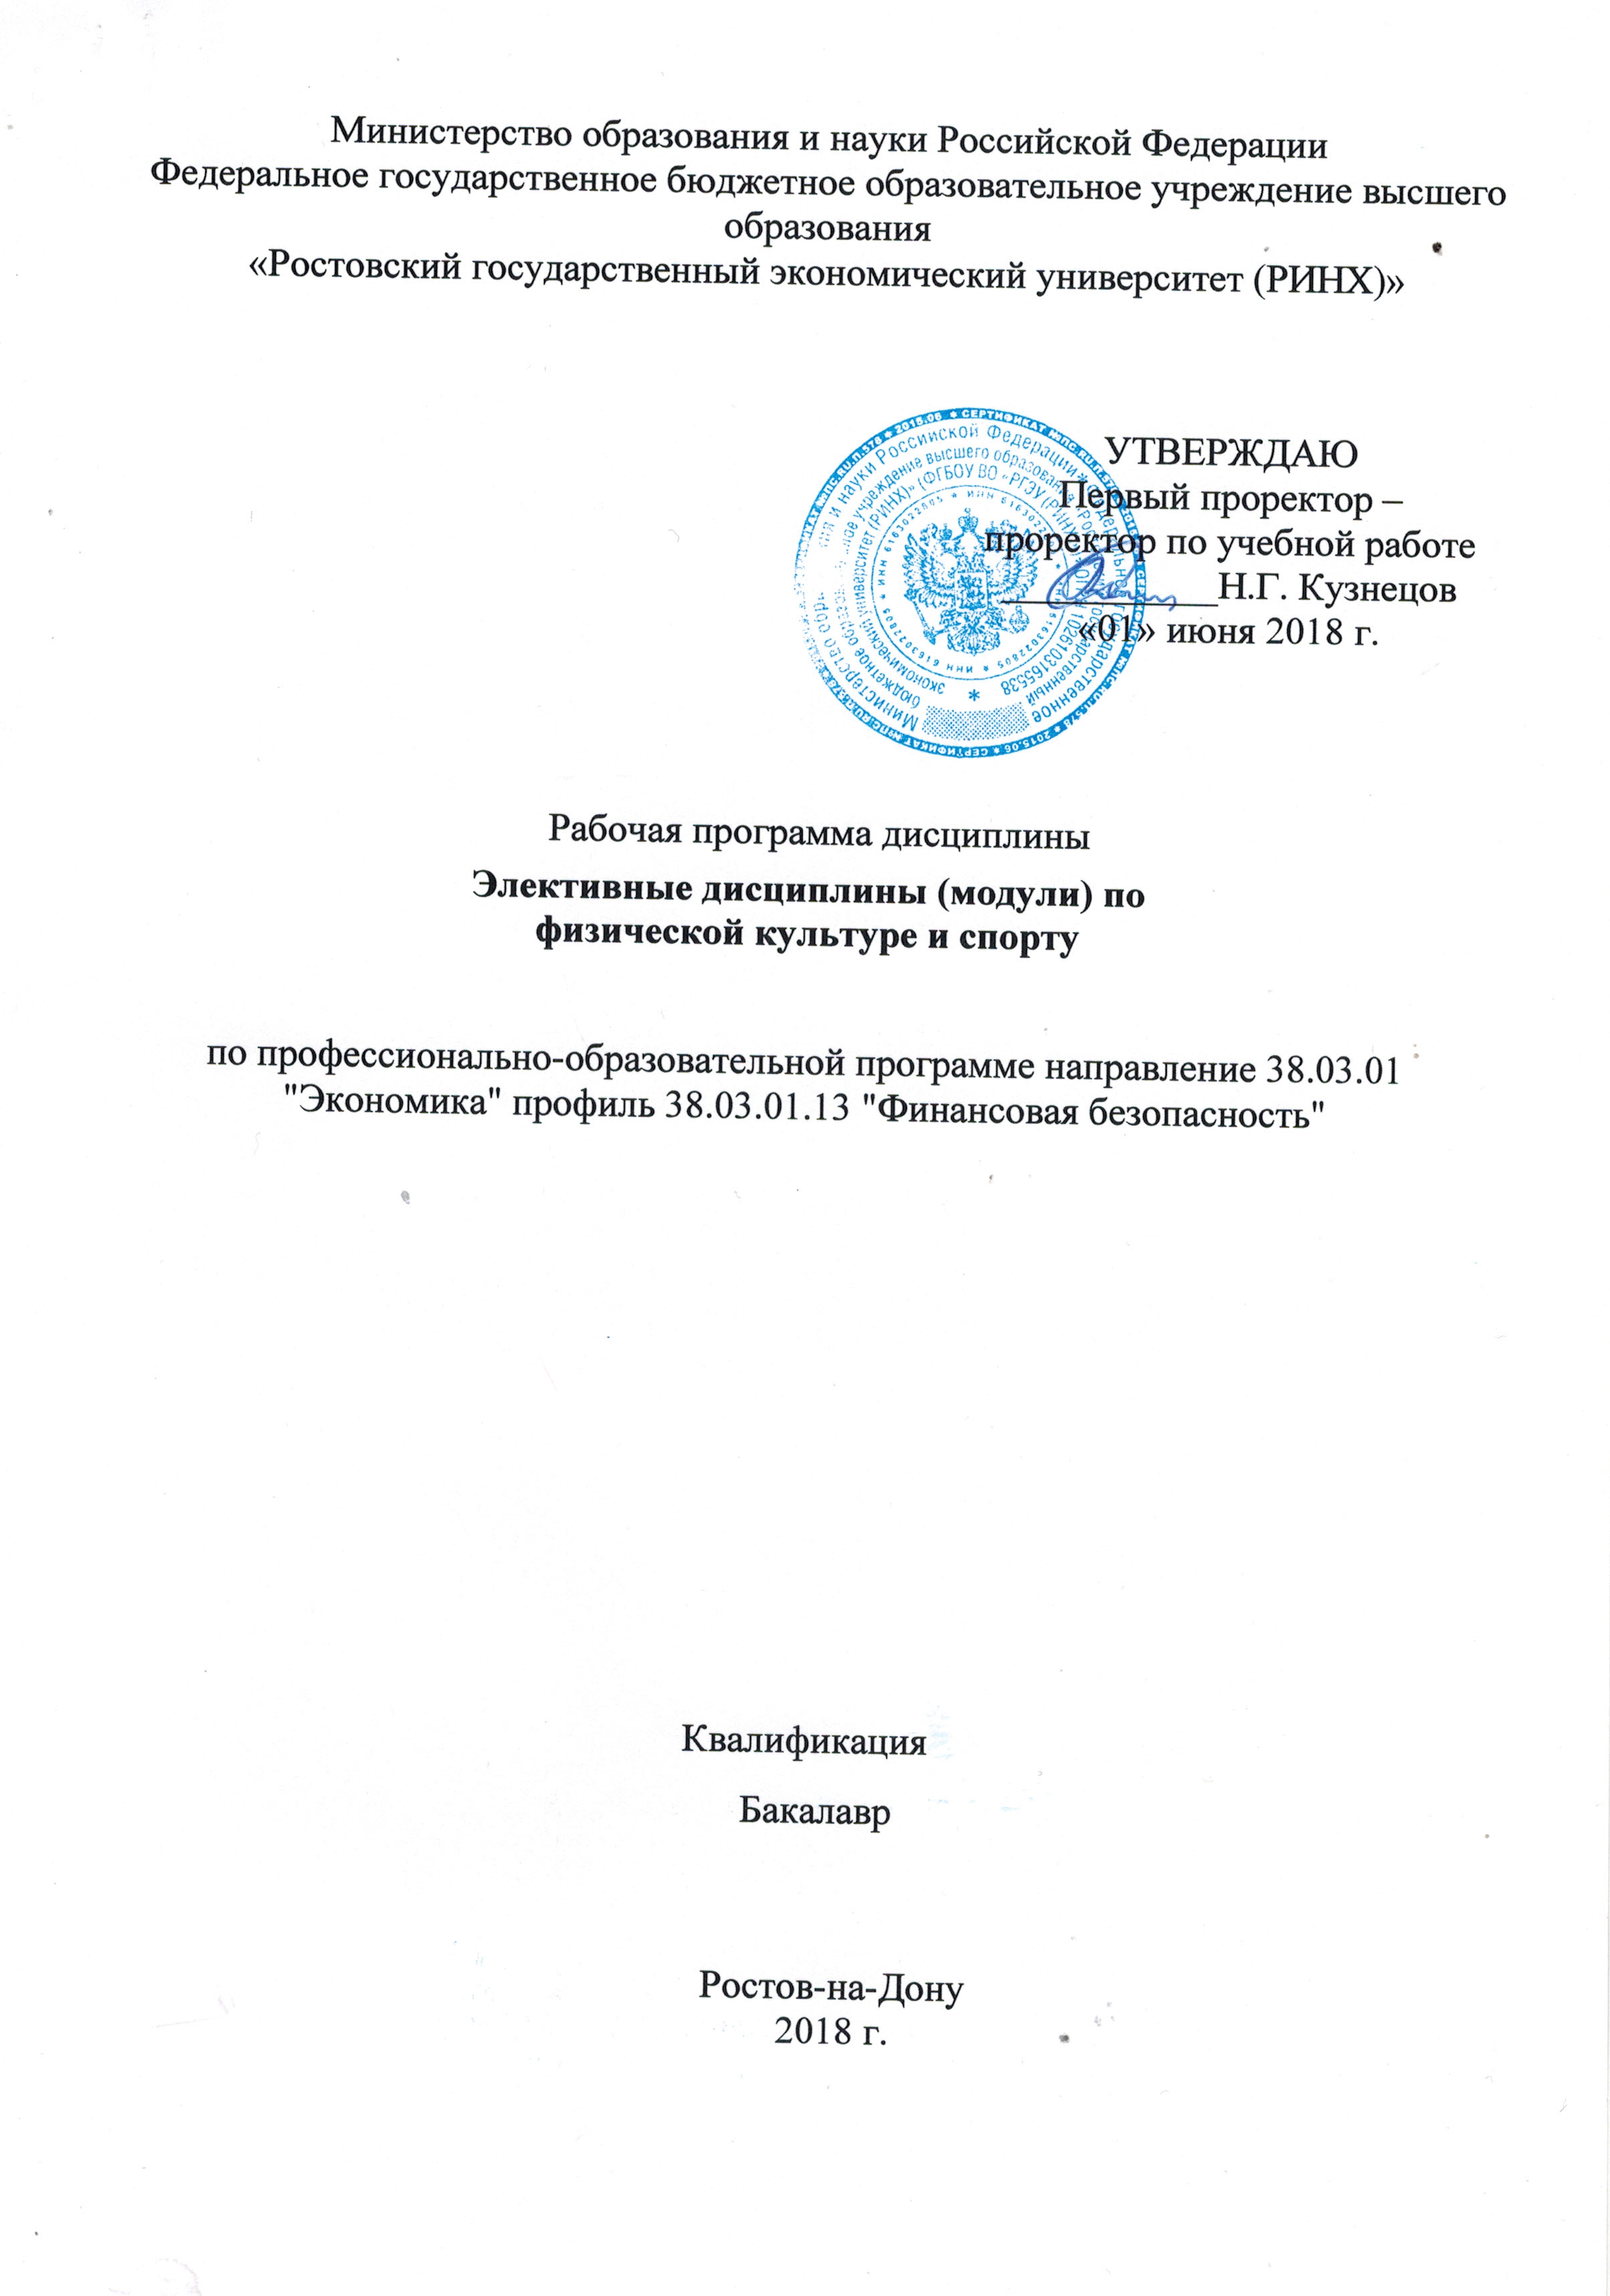 Министерство образования и науки Российской Федерации
Федеральное государственное бюджетное образовательное учреждение высшего
образования
«Ростовский государственный экономический университет (РИНХ)»
УТВЕРЖДАЮ
Первый проректор –
проректор по учебной работе
Н.Г. Кузнецов
«01» июня 2018 г.
Рабочая программа дисциплины
Элективные дисциплины (модули) по
физической культуре и спорту
по профессионально-образовательной программе направление 38.03.01
"Экономика" профиль 38.03.01.13 "Финансовая безопасность"
Квалификация
Бакалавр
Ростов-на-Дону
2018 г.